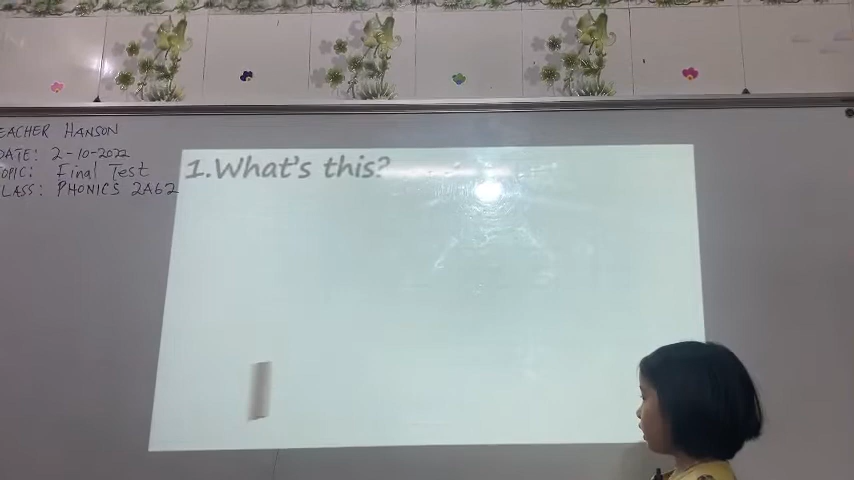 EACHER HANSON
DATE: 2-10-2022
OPIC: Final Test
LASS: PHONICS 2A62
1.What's this?